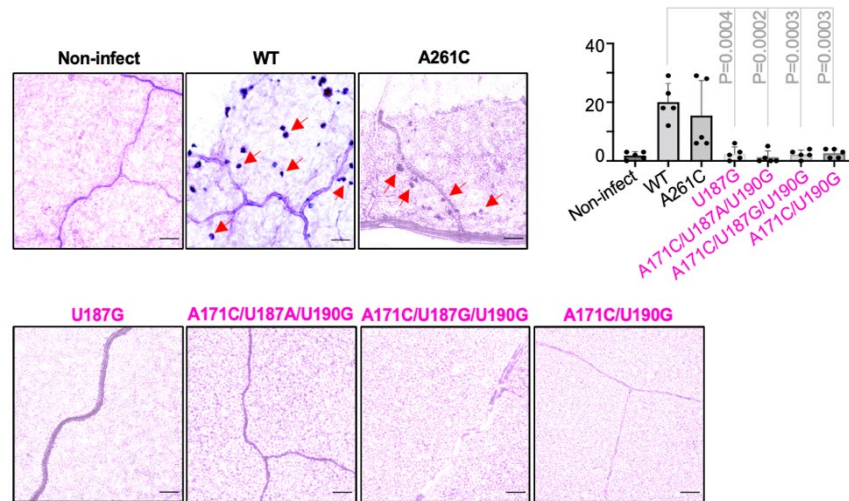 Non-infect
WT
A261C
40
20
0
P=0.0004
P=0.0002
P=0.0003
P=0.0003
Non-infect
WT
A261C
U187G
A171C/U187A/U190G
A171C/U187G/U190G
A171C/U190G
U187G
A171C/U187A/U190G
A171C/U187G/U190G
A171C/U190G